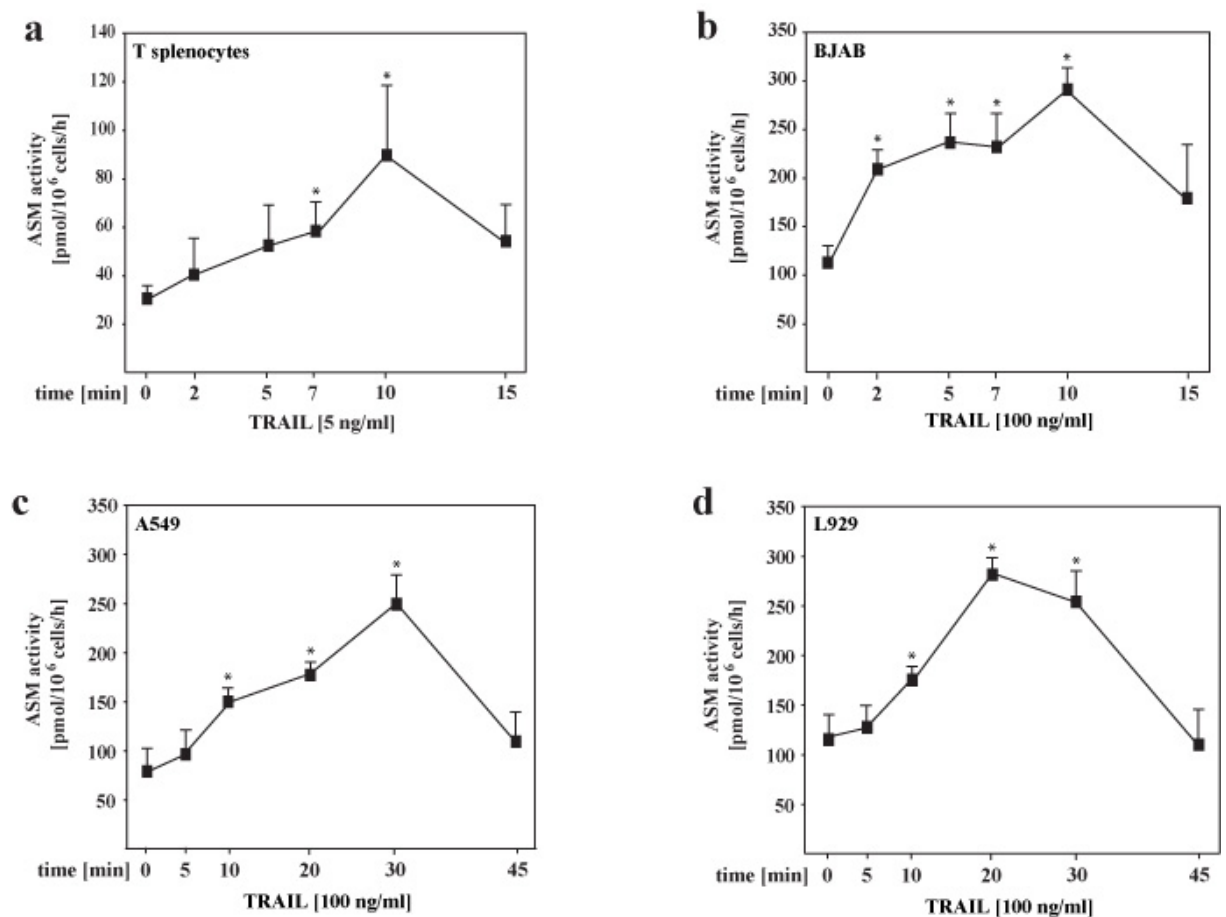 a
T splenocytes
ASM activity
[pmol/10⁶ cells/h]
140
120
100
80
60
40
20
*
*
time [min] 0 2 5 7 10 15
TRAIL [5 ng/ml]
b
BJAB
ASM activity
[pmol/10⁶ cells/h]
350
300
250
200
150
100
50
* * * *
time [min] 0 2 5 7 10 15
TRAIL [100 ng/ml]
c
A549
ASM activity
[pmol/10⁶ cells/h]
350
300
250
200
150
100
50
* * *
time [min] 0 5 10 20 30 45
TRAIL [100 ng/ml]
d
L929
ASM activity
[pmol/10⁶ cells/h]
350
300
250
200
150
100
50
* * *
time [min] 0 5 10 20 30 45
TRAIL [100 ng/ml]